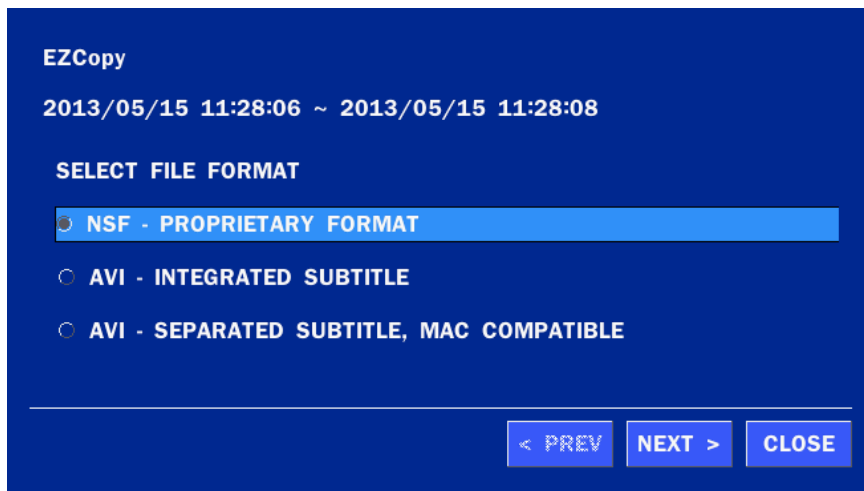 EZCopy
2013/05/15 11:28:06 ~ 2013/05/15 11:28:08
SELECT FILE FORMAT
NSF - PROPRIETARY FORMAT
AVI - INTEGRATED SUBTITLE
AVI - SEPARATED SUBTITLE, MAC COMPATIBLE
< PREV NEXT > CLOSE